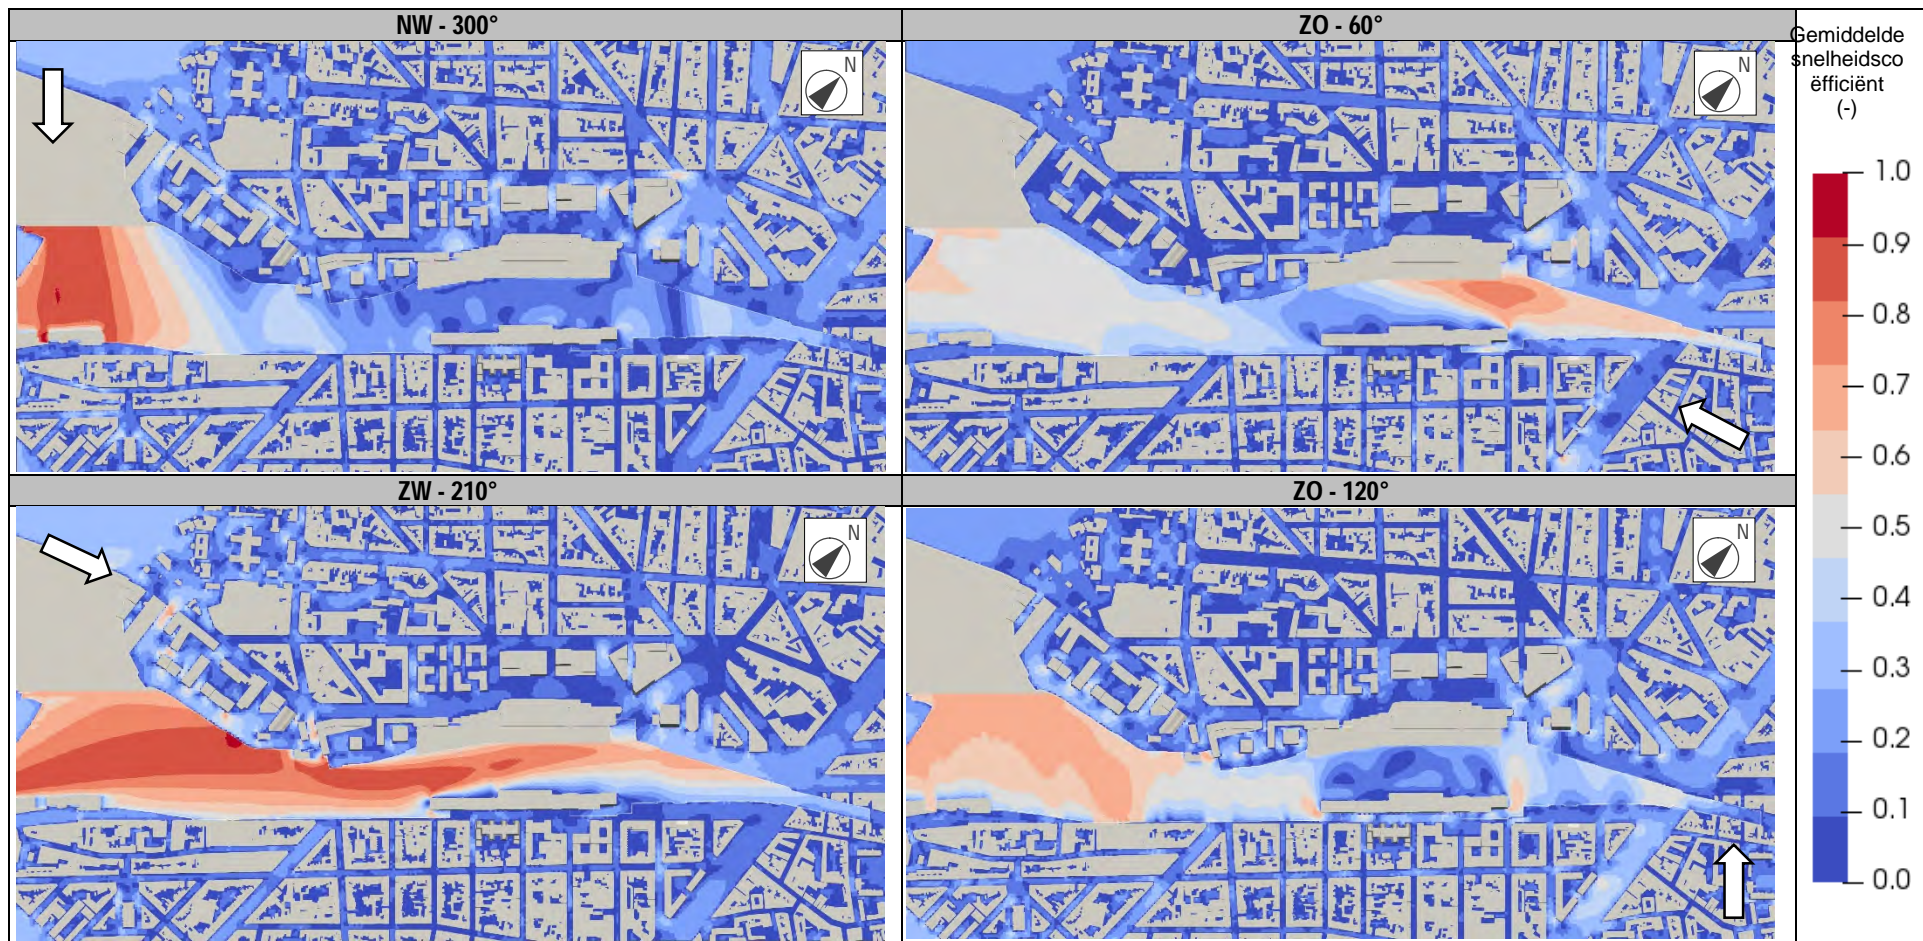 NW - 300°
ZO - 60°
Gemiddelde
snelheidsco
ëfficiënt
(-)
N
N
1.0
0.9
0.8
0.7
0.6
0.5
0.4
0.3
0.2
0.1
0.0
ZW - 210°
ZO - 120°
N
N